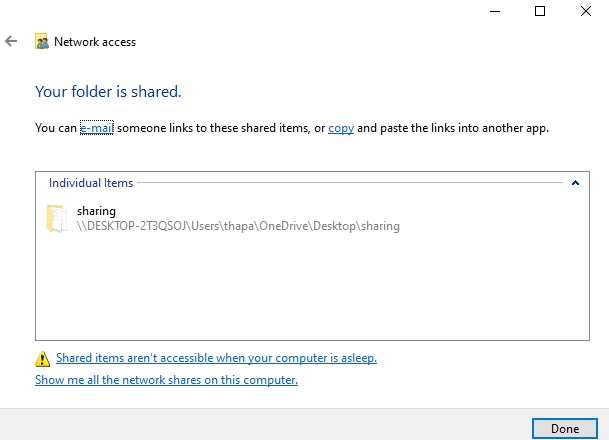 Network access
Your folder is shared.
You can e-mail someone links to these shared items, or copy and paste the links into another app.
Individual Items
sharing
\\DESKTOP-2T3QSOJ\Users\thapa\OneDrive\Desktop\sharing
Shared items aren't accessible when your computer is asleep.
Show me all the network shares on this computer.
Done